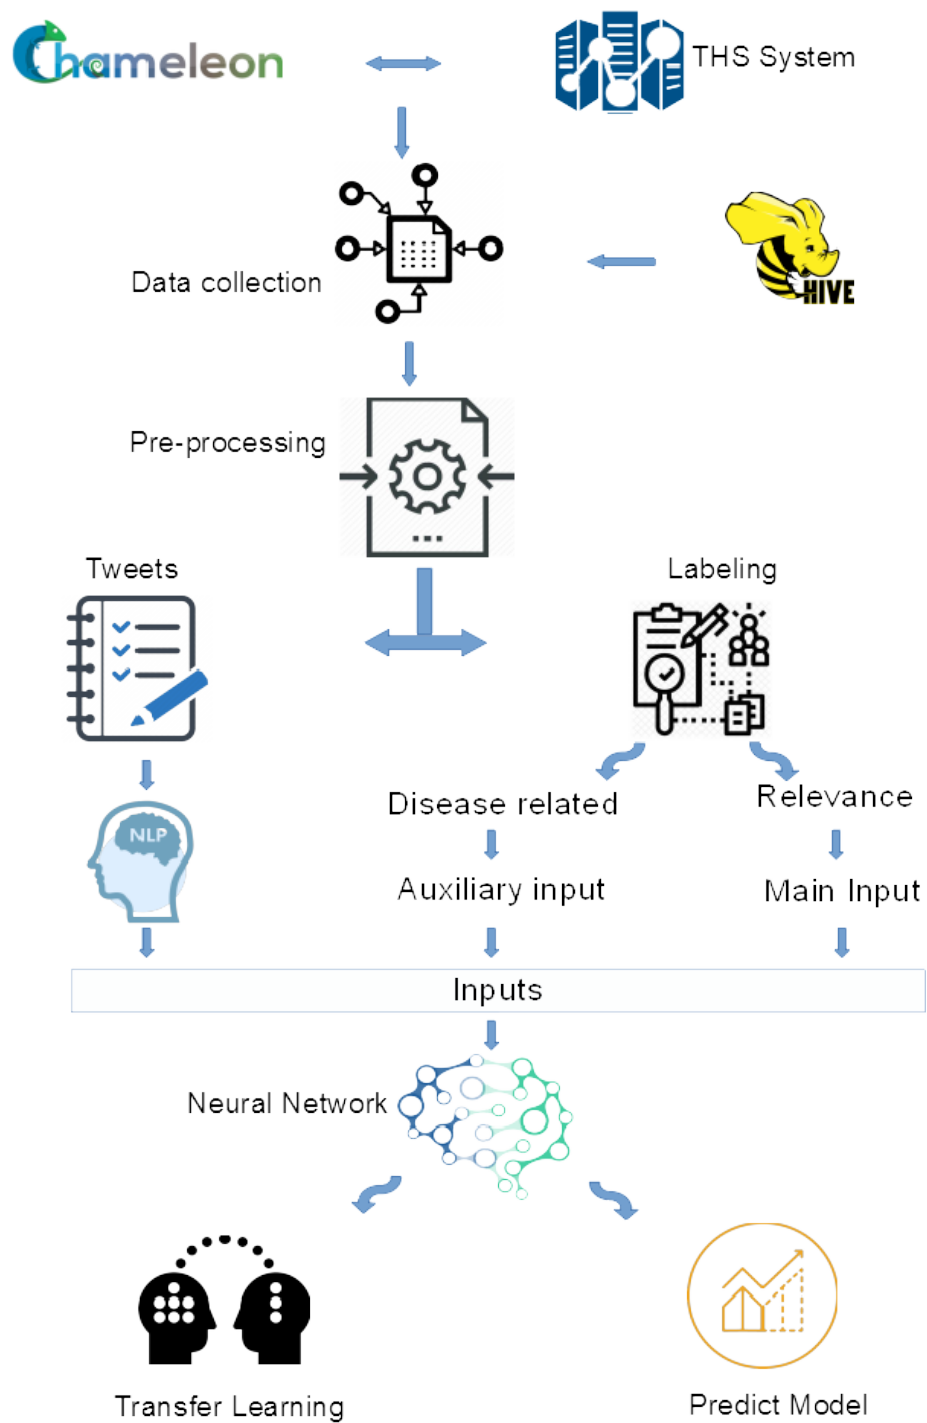 Chameleon
THS System
HIVE
Data collection
Pre-processing
Tweets
Labeling
NLP
Disease related
Relevance
Auxiliary input
Main Input
Inputs
Neural Network
Transfer Learning
Predict Model